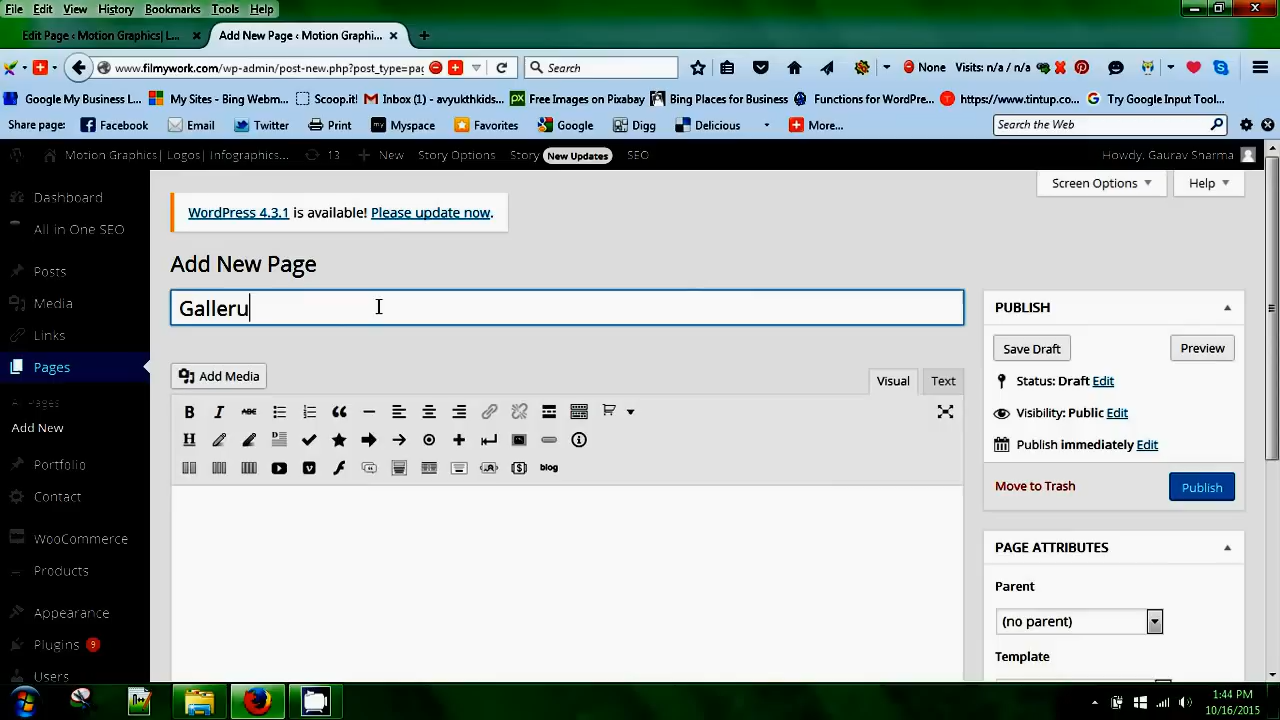 File Edit View History Bookmarks Tools Help
Edit Page ‹ Motion Graphics| L... × Add New Page ‹ Motion Graphi... ×
www.filmywork.com/wp-admin/post-new.php?post_type=pag Search None Visits: n/a / n/a
Google My Business L... My Sites - Bing Webm... Scoop.it! Inbox (1) - avyukthkids... Free Images on Pixabay Bing Places for Business Functions for WordPre... https://www.tintup.co... Try Google Input Tool...
Share page: Facebook Email Twitter Print Myspace Favorites Google Digg Delicious More... Search the Web
Motion Graphics| Logos| Infographics... 13 New Story Options Story New Updates SEO Howdy, Gaurav Sharma
Screen Options Help
Dashboard
All in One SEO
Posts
Media
Links
Pages
All Pages
Add New
Portfolio
Contact
WooCommerce
Products
Appearance
Plugins 9
Users
WordPress 4.3.1 is available! Please update now.
Add New Page
Galleru
Add Media
Visual Text
B I ABC
H
blog
PUBLISH
Save Draft Preview
Status: Draft Edit
Visibility: Public Edit
Publish immediately Edit
Move to Trash Publish
PAGE ATTRIBUTES
Parent
(no parent)
Template
1:44 PM
10/16/2015